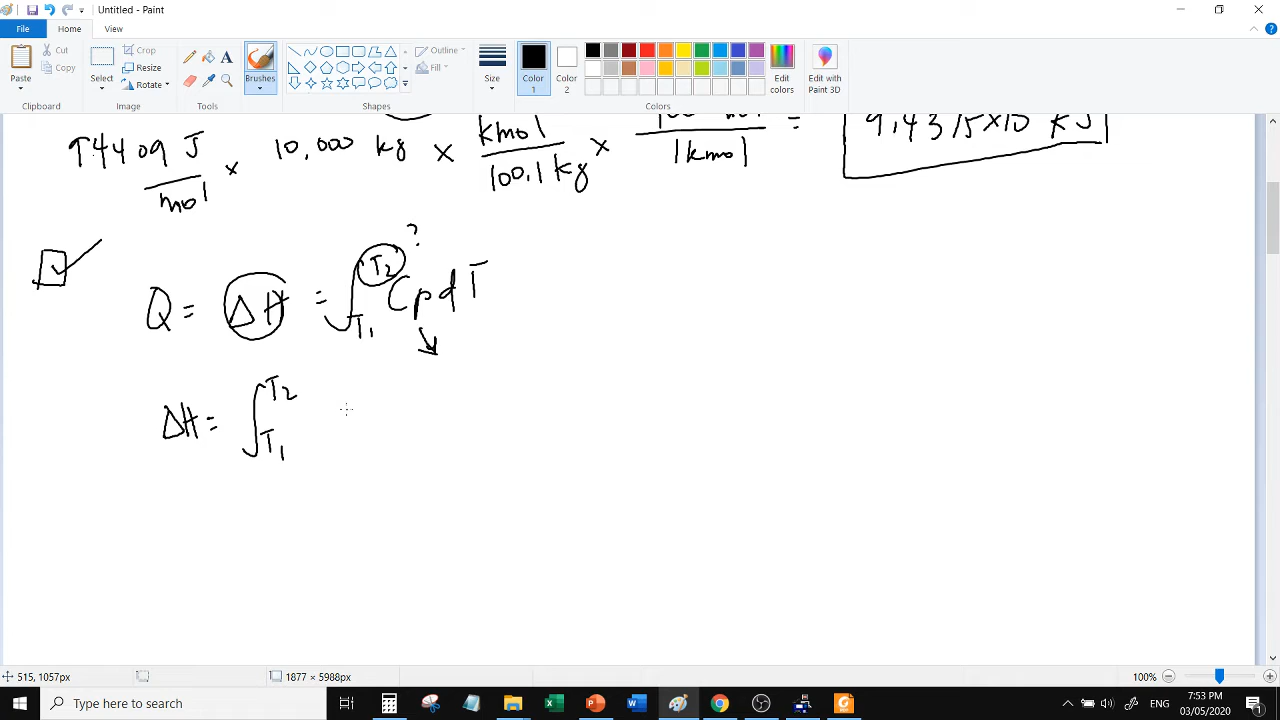 Untitled - Paint
File Home View
Paste Cut Copy Select Crop Resize Rotate Brushes Outline Fill Size Color 1 Color 2 Edit colors Edit with Paint 3D
Clipboard Image Tools Shapes Colors
94409 J / mol × 10,000 kg × kmol / 100.1 kg × / 1 kmol = 9.4315×10 kJ
Q = ΔH = ∫ T1 T2 Cp dT ?
ΔH = ∫ T1 T2
515, 1057px 1877 × 5988px 100%
Type here to search
ENG 7:53 PM
03/05/2020